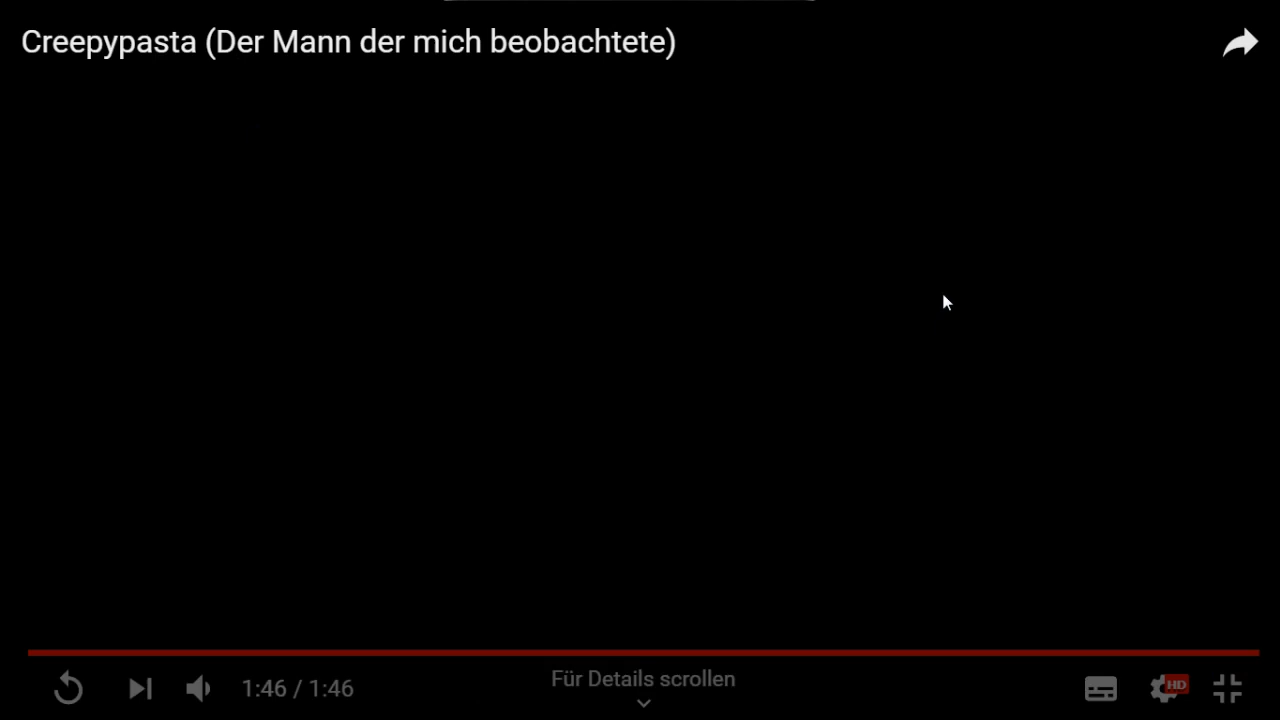 Creepypasta (Der Mann der mich beobachtete)
Für Details scrollen
1:46 / 1:46
HD